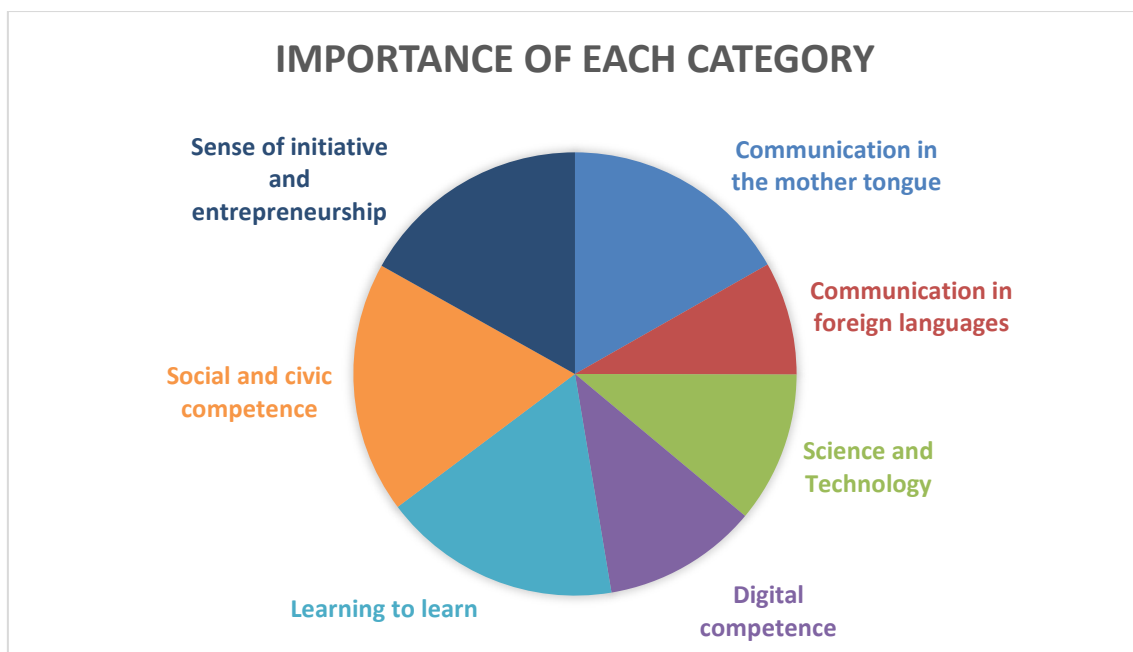 IMPORTANCE OF EACH CATEGORY
Sense of initiative
and
entrepreneurship
Communication in
the mother tongue
Communication in
foreign languages
Social and civic
competence
Science and
Technology
Learning to learn
Digital
competence